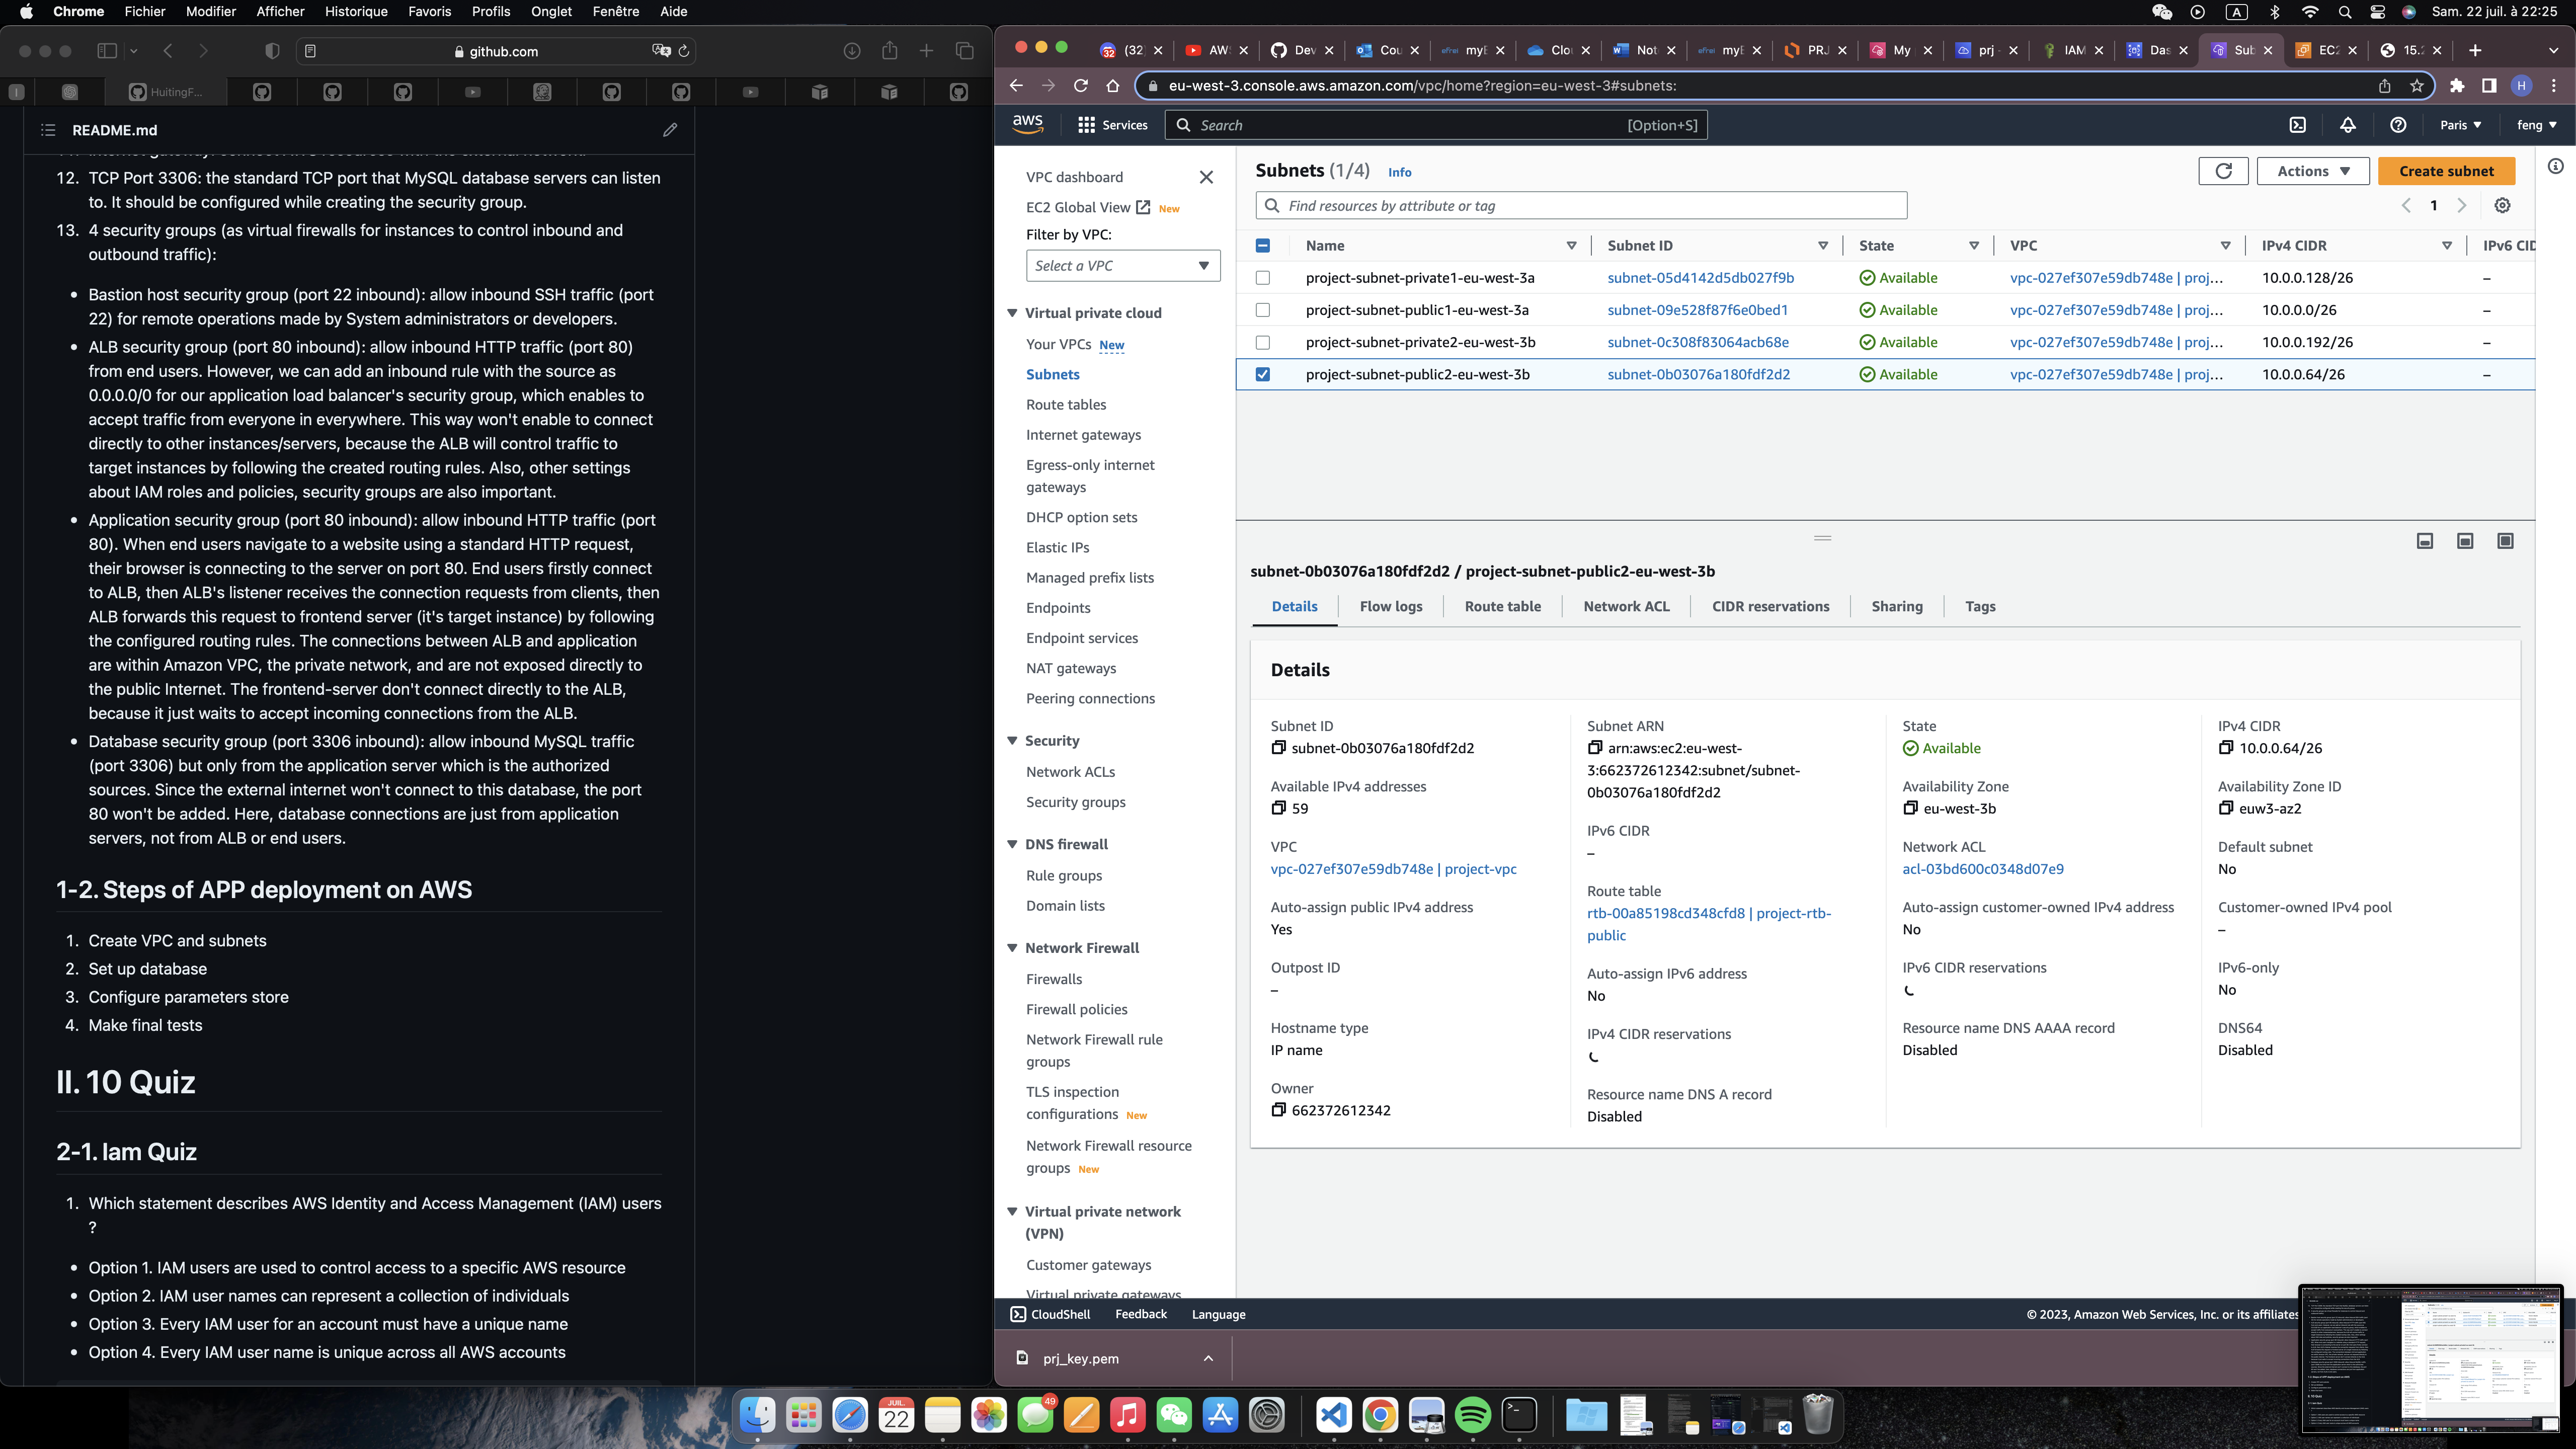 Chrome Fichier Modifier Afficher Historique Favoris Profils Onglet Fenêtre Aide
A Sam. 22 juil. à 22:25
github.com
HuitingF...
README.md
12. TCP Port 3306: the standard TCP port that MySQL database servers can listen
to. It should be configured while creating the security group.
13. 4 security groups (as virtual firewalls for instances to control inbound and
outbound traffic):
• Bastion host security group (port 22 inbound): allow inbound SSH traffic (port
22) for remote operations made by System administrators or developers.
• ALB security group (port 80 inbound): allow inbound HTTP traffic (port 80)
from end users. However, we can add an inbound rule with the source as
0.0.0.0/0 for our application load balancer's security group, which enables to
accept traffic from everyone in everywhere. This way won't enable to connect
directly to other instances/servers, because the ALB will control traffic to
target instances by following the created routing rules. Also, other settings
about IAM roles and policies, security groups are also important.
• Application security group (port 80 inbound): allow inbound HTTP traffic (port
80). When end users navigate to a website using a standard HTTP request,
their browser is connecting to the server on port 80. End users firstly connect
to ALB, then ALB's listener receives the connection requests from clients, then
ALB forwards this request to frontend server (it's target instance) by following
the configured routing rules. The connections between ALB and application
are within Amazon VPC, the private network, and are not exposed directly to
the public Internet. The frontend-server don't connect directly to the ALB,
because it just waits to accept incoming connections from the ALB.
• Database security group (port 3306 inbound): allow inbound MySQL traffic
(port 3306) but only from the application server which is the authorized
sources. Since the external internet won't connect to this database, the port
80 won't be added. Here, database connections are just from application
servers, not from ALB or end users.
1-2. Steps of APP deployment on AWS
1. Create VPC and subnets
2. Set up database
3. Configure parameters store
4. Make final tests
II. 10 Quiz
2-1. Iam Quiz
1. Which statement describes AWS Identity and Access Management (IAM) users
?
• Option 1. IAM users are used to control access to a specific AWS resource
• Option 2. IAM user names can represent a collection of individuals
• Option 3. Every IAM user for an account must have a unique name
• Option 4. Every IAM user name is unique across all AWS accounts
(32) AW Dev Cou efrei myE Clo Not efrei myE PRJ My prj IAM Das Sub EC2 15.
eu-west-3.console.aws.amazon.com/vpc/home?region=eu-west-3#subnets:
H
aws Services Search [Option+S] Paris feng
VPC dashboard
EC2 Global View New
Filter by VPC:
Select a VPC
Virtual private cloud
Your VPCs New
Subnets
Route tables
Internet gateways
Egress-only internet
gateways
DHCP option sets
Elastic IPs
Managed prefix lists
Endpoints
Endpoint services
NAT gateways
Peering connections
Security
Network ACLs
Security groups
DNS firewall
Rule groups
Domain lists
Network Firewall
Firewalls
Firewall policies
Network Firewall rule
groups
TLS inspection
configurations New
Network Firewall resource
groups New
Virtual private network
(VPN)
Customer gateways
Virtual private gateways
Subnets (1/4) Info
Actions Create subnet
Find resources by attribute or tag
1
Name Subnet ID State VPC IPv4 CIDR IPv6 CID
project-subnet-private1-eu-west-3a subnet-05d4142d5db027f9b Available vpc-027ef307e59db748e | proj... 10.0.0.128/26 –
project-subnet-public1-eu-west-3a subnet-09e528f87f6e0bed1 Available vpc-027ef307e59db748e | proj... 10.0.0.0/26 –
project-subnet-private2-eu-west-3b subnet-0c308f83064acb68e Available vpc-027ef307e59db748e | proj... 10.0.0.192/26 –
project-subnet-public2-eu-west-3b subnet-0b03076a180fdf2d2 Available vpc-027ef307e59db748e | proj... 10.0.0.64/26 –
subnet-0b03076a180fdf2d2 / project-subnet-public2-eu-west-3b
Details Flow logs Route table Network ACL CIDR reservations Sharing Tags
Details
Subnet ID
subnet-0b03076a180fdf2d2
Available IPv4 addresses
59
VPC
vpc-027ef307e59db748e | project-vpc
Auto-assign public IPv4 address
Yes
Outpost ID
–
Hostname type
IP name
Owner
662372612342
Subnet ARN
arn:aws:ec2:eu-west-
3:662372612342:subnet/subnet-
0b03076a180fdf2d2
IPv6 CIDR
–
Route table
rtb-00a85198cd348cfd8 | project-rtb-
public
Auto-assign IPv6 address
No
IPv4 CIDR reservations
Resource name DNS A record
Disabled
State
Available
Availability Zone
eu-west-3b
Network ACL
acl-03bd600c0348d07e9
Auto-assign customer-owned IPv4 address
No
IPv6 CIDR reservations
Resource name DNS AAAA record
Disabled
IPv4 CIDR
10.0.0.64/26
Availability Zone ID
euw3-az2
Default subnet
No
Customer-owned IPv4 pool
–
IPv6-only
No
DNS64
Disabled
CloudShell Feedback Language
© 2023, Amazon Web Services, Inc. or its affiliates
prj_key.pem
JUIL.
22
49